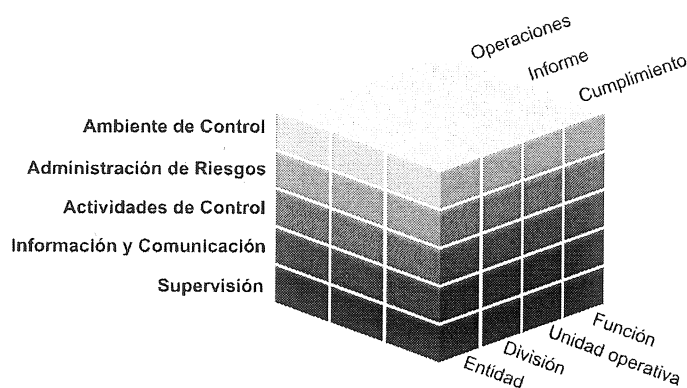 Operaciones
Informe
Cumplimiento
Ambiente de Control
Administración de Riesgos
Actividades de Control
Información y Comunicación
Supervisión
Función
Unidad operativa
División
Entidad